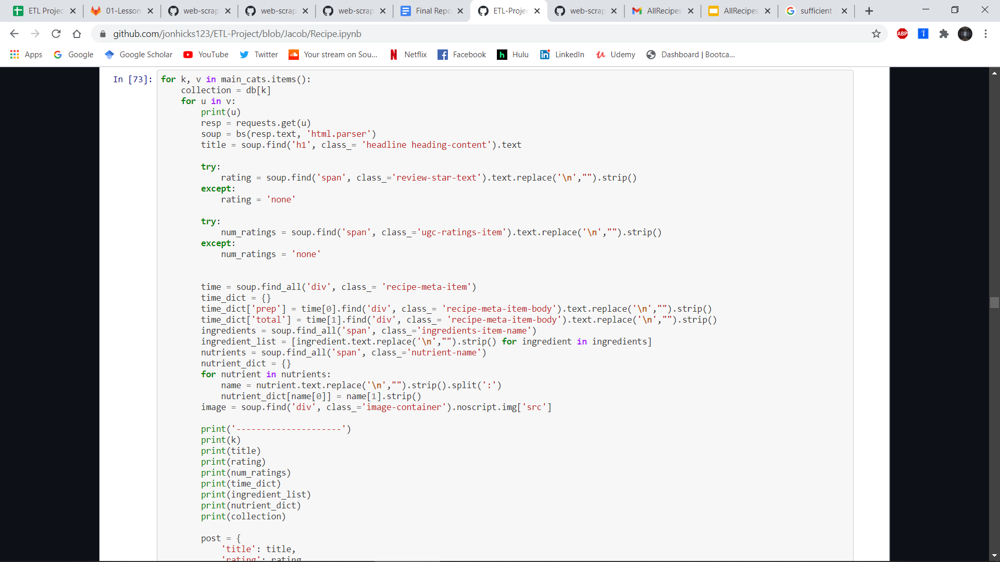 ETL Projec
01-Lesson
web-scrap
web-scrap
web-scrap
Final Repo
ETL-Projec
web-scrap
AllRecipes
AllRecipes
sufficient
github.com/jonhicks123/ETL-Project/blob/Jacob/Recipe.ipynb
ABP
Apps
Google
Google Scholar
YouTube
Twitter
Your stream on Sou...
Netflix
Facebook
Hulu
LinkedIn
Udemy
Dashboard | Bootca...
In [73]:
for k, v in main_cats.items():
    collection = db[k]
    for u in v:
        print(u)
        resp = requests.get(u)
        soup = bs(resp.text, 'html.parser')
        title = soup.find('h1', class_= 'headline heading-content').text
        try:
            rating = soup.find('span', class_='review-star-text').text.replace('\n',"").strip()
        except:
            rating = 'none'
        try:
            num_ratings = soup.find('span', class_='ugc-ratings-item').text.replace('\n',"").strip()
        except:
            num_ratings = 'none'
        time = soup.find_all('div', class_= 'recipe-meta-item')
        time_dict = {}
        time_dict['prep'] = time[0].find('div', class_= 'recipe-meta-item-body').text.replace('\n',"").strip()
        time_dict['total'] = time[1].find('div', class_= 'recipe-meta-item-body').text.replace('\n',"").strip()
        ingredients = soup.find_all('span', class_='ingredients-item-name')
        ingredient_list = [ingredient.text.replace('\n',"").strip() for ingredient in ingredients]
        nutrients = soup.find_all('span', class_='nutrient-name')
        nutrient_dict = {}
        for nutrient in nutrients:
            name = nutrient.text.replace('\n',"").strip().split(':')
            nutrient_dict[name[0]] = name[1].strip()
        image = soup.find('div', class_='image-container').noscript.img['src']
        print('---------------------')
        print(k)
        print(title)
        print(rating)
        print(num_ratings)
        print(time_dict)
        print(ingredient_list)
        print(nutrient_dict)
        print(collection)
        post = {
            'title': title,
            'rating': rating